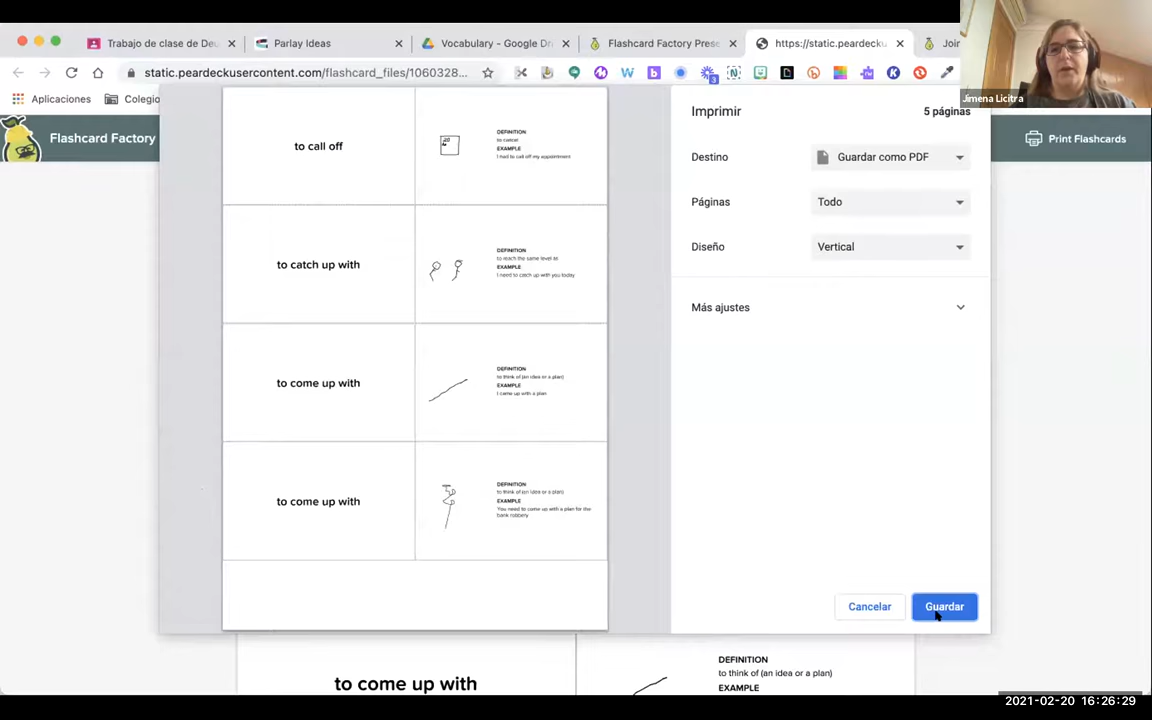 Trabajo de clase de Deu
Parlay Ideas
Vocabulary - Google Dr
Flashcard Factory Prese
https://static.peardecku
Join
static.peardeckusercontent.com/flashcard_files/1060328...
Jimena Licitra
Aplicaciones
Colegio
Flashcard Factory
Print Flashcards
to call off
DEFINITION
to cancel
EXAMPLE
I had to call off my appointment
to catch up with
DEFINITION
to reach the same level as
EXAMPLE
I need to catch up with you today
to come up with
DEFINITION
to think of (an idea or a plan)
EXAMPLE
I came up with a plan
to come up with
DEFINITION
to think of (an idea or a plan)
EXAMPLE
You need to come up with a plan for the
bank robbery
Imprimir
5 páginas
Destino
Guardar como PDF
Páginas
Todo
Diseño
Vertical
Más ajustes
Cancelar
Guardar
to come up with
DEFINITION
to think of (an idea or a plan)
EXAMPLE
2021-02-20 16:26:29